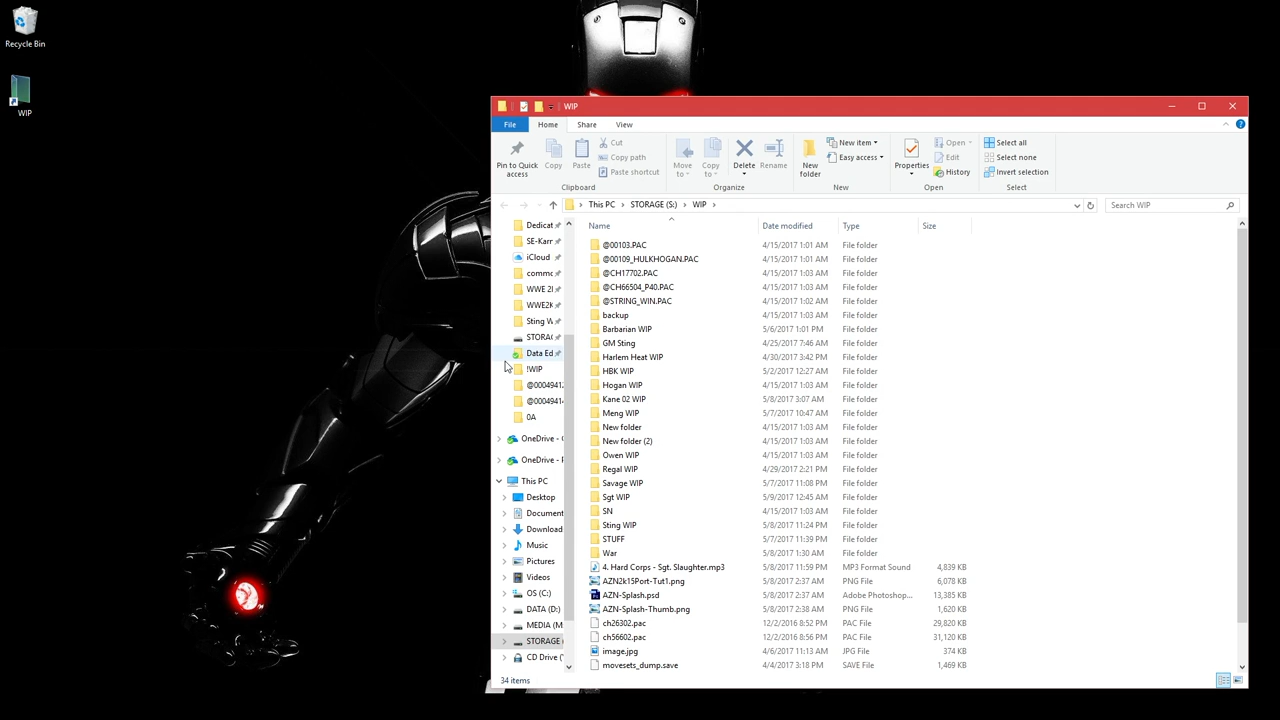 Recycle Bin
WIP
WIP
File Home Share View
Pin to Quick access
Copy
Paste
Cut
Copy path
Paste shortcut
Move to
Copy to
Delete
Rename
New folder
New item
Easy access
Properties
Open
Edit
History
Select all
Select none
Invert selection
Clipboard Organize New Open Select
This PC STORAGE (S:) WIP
Search WIP
Dedicat
SE-Karr
iCloud
commo
WWE 2I
WWE2K
Sting W
STORAG
Data Ed
!WIP
@0004941
@0004941
0A
OneDrive -
OneDrive -
This PC
Desktop
Document
Download
Music
Pictures
Videos
OS (C:)
DATA (D:)
MEDIA (M
STORAGE (
CD Drive (
Name Date modified Type Size
@00103.PAC 4/15/2017 1:01 AM File folder
@00109_HULKHOGAN.PAC 4/15/2017 1:01 AM File folder
@CH17702.PAC 4/15/2017 1:03 AM File folder
@CH66504_P40.PAC 4/15/2017 1:03 AM File folder
@STRING_WIN.PAC 4/15/2017 1:02 AM File folder
backup 4/15/2017 1:03 AM File folder
Barbarian WIP 5/6/2017 1:01 PM File folder
GM Sting 4/25/2017 7:46 AM File folder
Harlem Heat WIP 4/30/2017 3:42 PM File folder
HBK WIP 5/2/2017 12:27 AM File folder
Hogan WIP 4/15/2017 1:03 AM File folder
Kane 02 WIP 5/8/2017 3:07 AM File folder
Meng WIP 5/7/2017 10:47 AM File folder
New folder 4/15/2017 1:03 AM File folder
New folder (2) 4/15/2017 1:03 AM File folder
Owen WIP 4/15/2017 1:03 AM File folder
Regal WIP 4/29/2017 2:21 PM File folder
Savage WIP 5/7/2017 11:08 PM File folder
Sgt WIP 5/9/2017 12:45 AM File folder
SN 4/15/2017 1:03 AM File folder
Sting WIP 5/8/2017 11:24 PM File folder
STUFF 5/7/2017 11:39 PM File folder
War 5/8/2017 1:30 AM File folder
4. Hard Corps - Sgt. Slaughter.mp3 5/8/2017 11:59 PM MP3 Format Sound 4,839 KB
AZN2k15Port-Tut1.png 5/8/2017 2:37 AM PNG File 6,078 KB
AZN-Splash.psd 5/8/2017 2:37 AM Adobe Photoshop... 13,385 KB
AZN-Splash-Thumb.png 5/8/2017 2:38 AM PNG File 1,620 KB
ch26302.pac 12/2/2016 8:52 PM PAC File 29,820 KB
ch56602.pac 12/2/2016 8:56 PM PAC File 31,120 KB
image.jpg 4/6/2017 11:13 AM JPG File 374 KB
movesets_dump.save 4/4/2017 3:18 PM SAVE File 1,469 KB
34 items